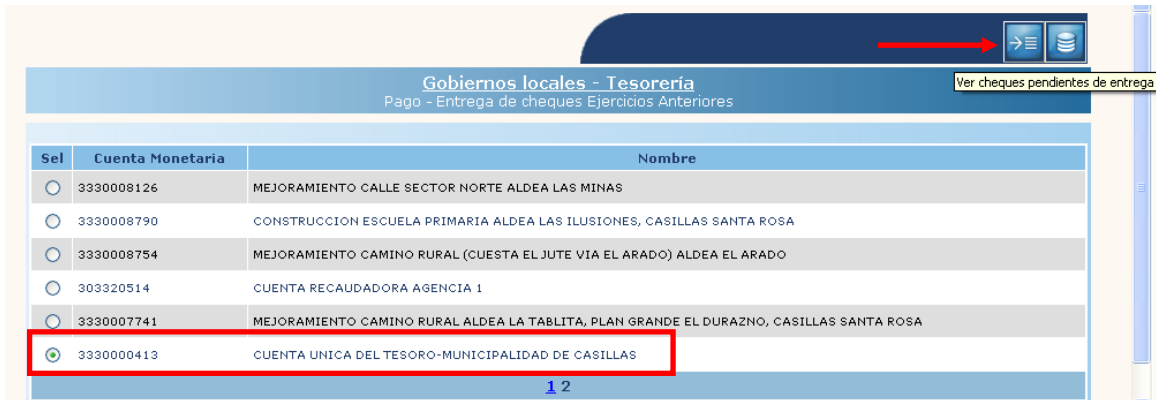 Gobiernos locales - Tesorería
Ver cheques pendientes de entrega
Pago - Entrega de cheques Ejercicios Anteriores
Sel Cuenta Monetaria Nombre
3330008126 MEJORAMIENTO CALLE SECTOR NORTE ALDEA LAS MINAS
3330008790 CONSTRUCCION ESCUELA PRIMARIA ALDEA LAS ILUSIONES, CASILLAS SANTA ROSA
3330008754 MEJORAMIENTO CAMINO RURAL (CUESTA EL JUTE VIA EL ARADO) ALDEA EL ARADO
303320514 CUENTA RECAUDADORA AGENCIA 1
3330007741 MEJORAMIENTO CAMINO RURAL ALDEA LA TABLITA, PLAN GRANDE EL DURAZNO, CASILLAS SANTA ROSA
3330000413 CUENTA UNICA DEL TESORO-MUNICIPALIDAD DE CASILLAS
1 2